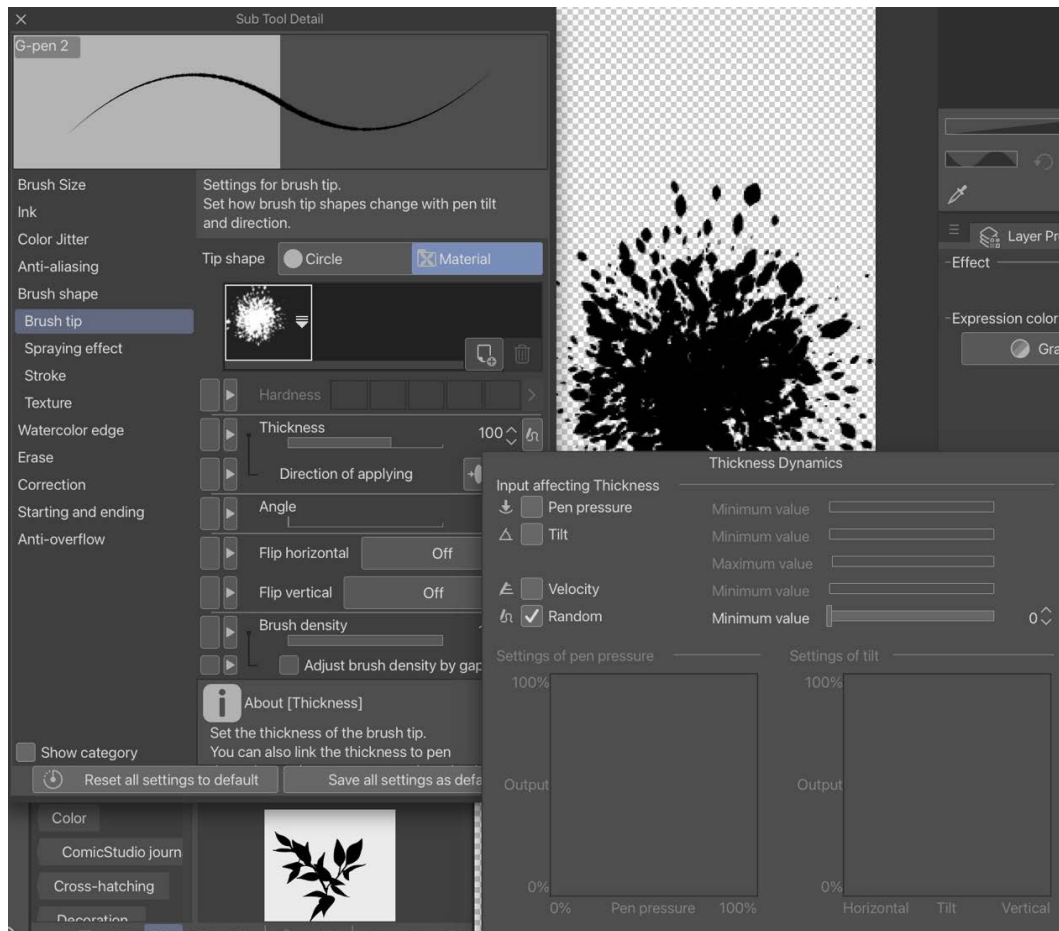 Sub Tool Detail
G-pen 2
Brush Size
Ink
Color Jitter
Anti-aliasing
Brush shape
Brush tip
Spraying effect
Stroke
Texture
Watercolor edge
Erase
Correction
Starting and ending
Anti-overflow
Show category
Settings for brush tip.
Set how brush tip shapes change with pen tilt
and direction.
Tip shape Circle Material
Hardness
Thickness 100
Direction of applying
Angle
Flip horizontal Off
Flip vertical Off
Brush density
Adjust brush density by gap
About [Thickness]
Set the thickness of the brush tip.
You can also link the thickness to pen
Reset all settings to default Save all settings as defa
Color
ComicStudio journ
Cross-hatching
Decoration
Layer Pr
Effect
Expression color
Gra
Thickness Dynamics
Input affecting Thickness
Pen pressure Minimum value
Tilt Minimum value
Maximum value
Velocity Minimum value
Random Minimum value 0
Settings of pen pressure Settings of tilt
100% 100%
Output Output
0% 0%
0% Pen pressure 100% Horizontal Tilt Vertical